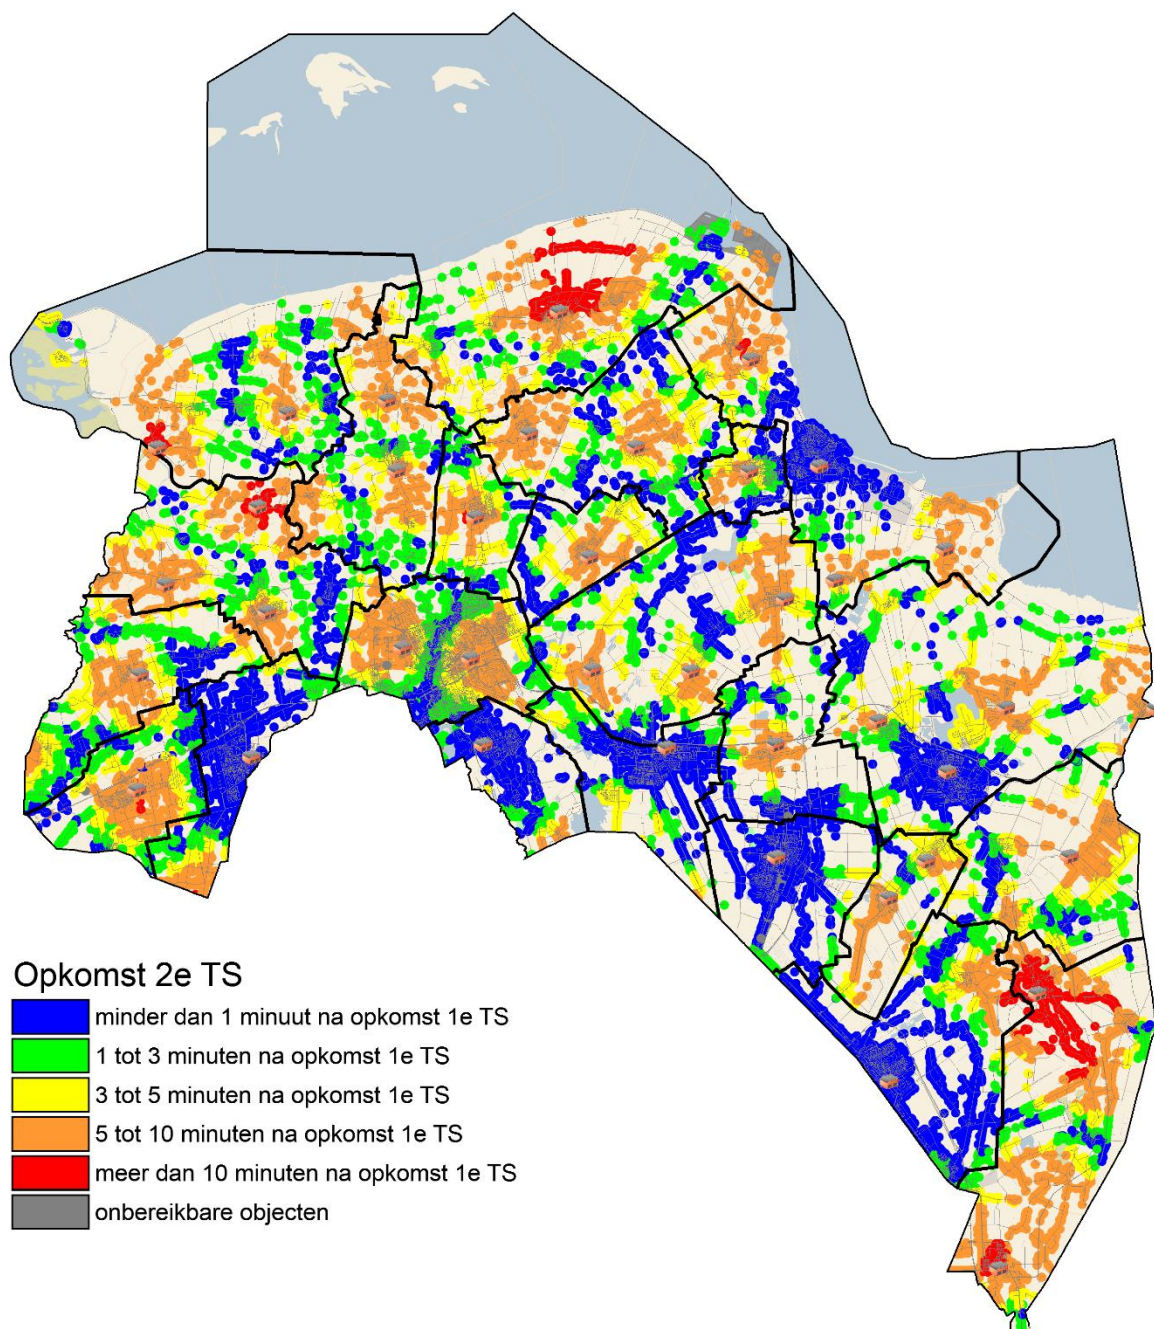 Opkomst 2e TS
minder dan 1 minuut na opkomst 1e TS
1 tot 3 minuten na opkomst 1e TS
3 tot 5 minuten na opkomst 1e TS
5 tot 10 minuten na opkomst 1e TS
meer dan 10 minuten na opkomst 1e TS
onbereikbare objecten